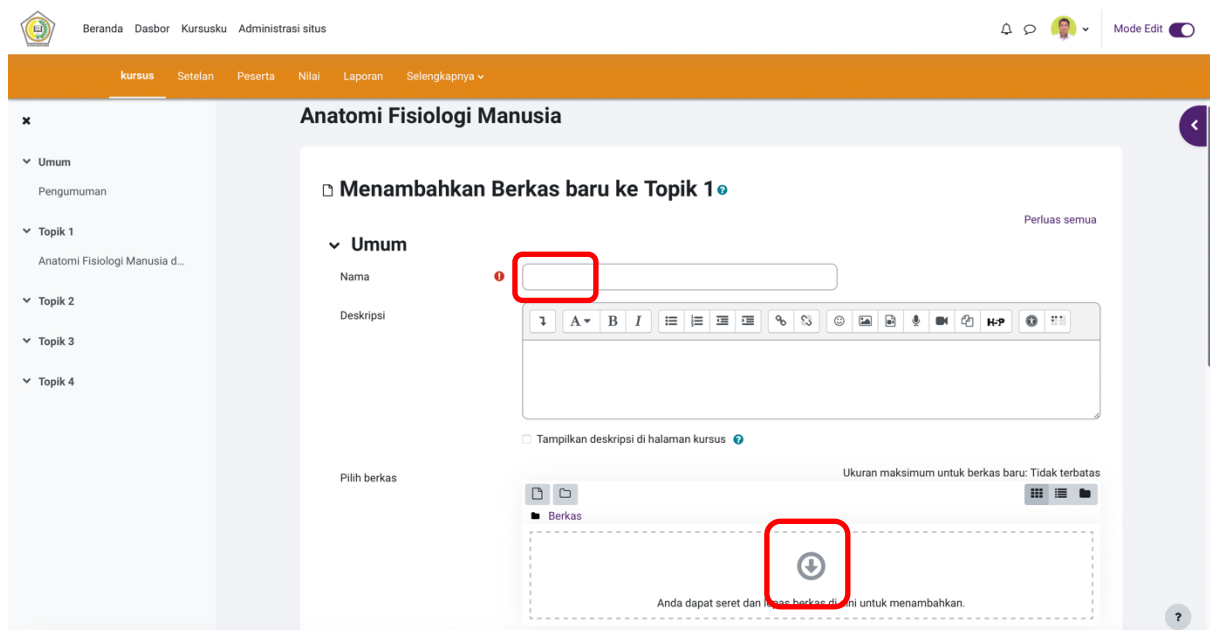 Beranda Dasbor Kursusku Administrasi situs Mode Edit
kursus Setelan Peserta Nilai Laporan Selengkapnya
Anatomi Fisiologi Manusia
Umum
Pengumuman
Topik 1
Anatomi Fisiologi Manusia d...
Topik 2
Topik 3
Topik 4
Menambahkan Berkas baru ke Topik 1
Perluas semua
Umum
Nama
Deskripsi
A B I H-P
Tampilkan deskripsi di halaman kursus
Pilih berkas
Ukuran maksimum untuk berkas baru: Tidak terbatas
Berkas
Anda dapat seret dan lepas berkas di sini untuk menambahkan.
?